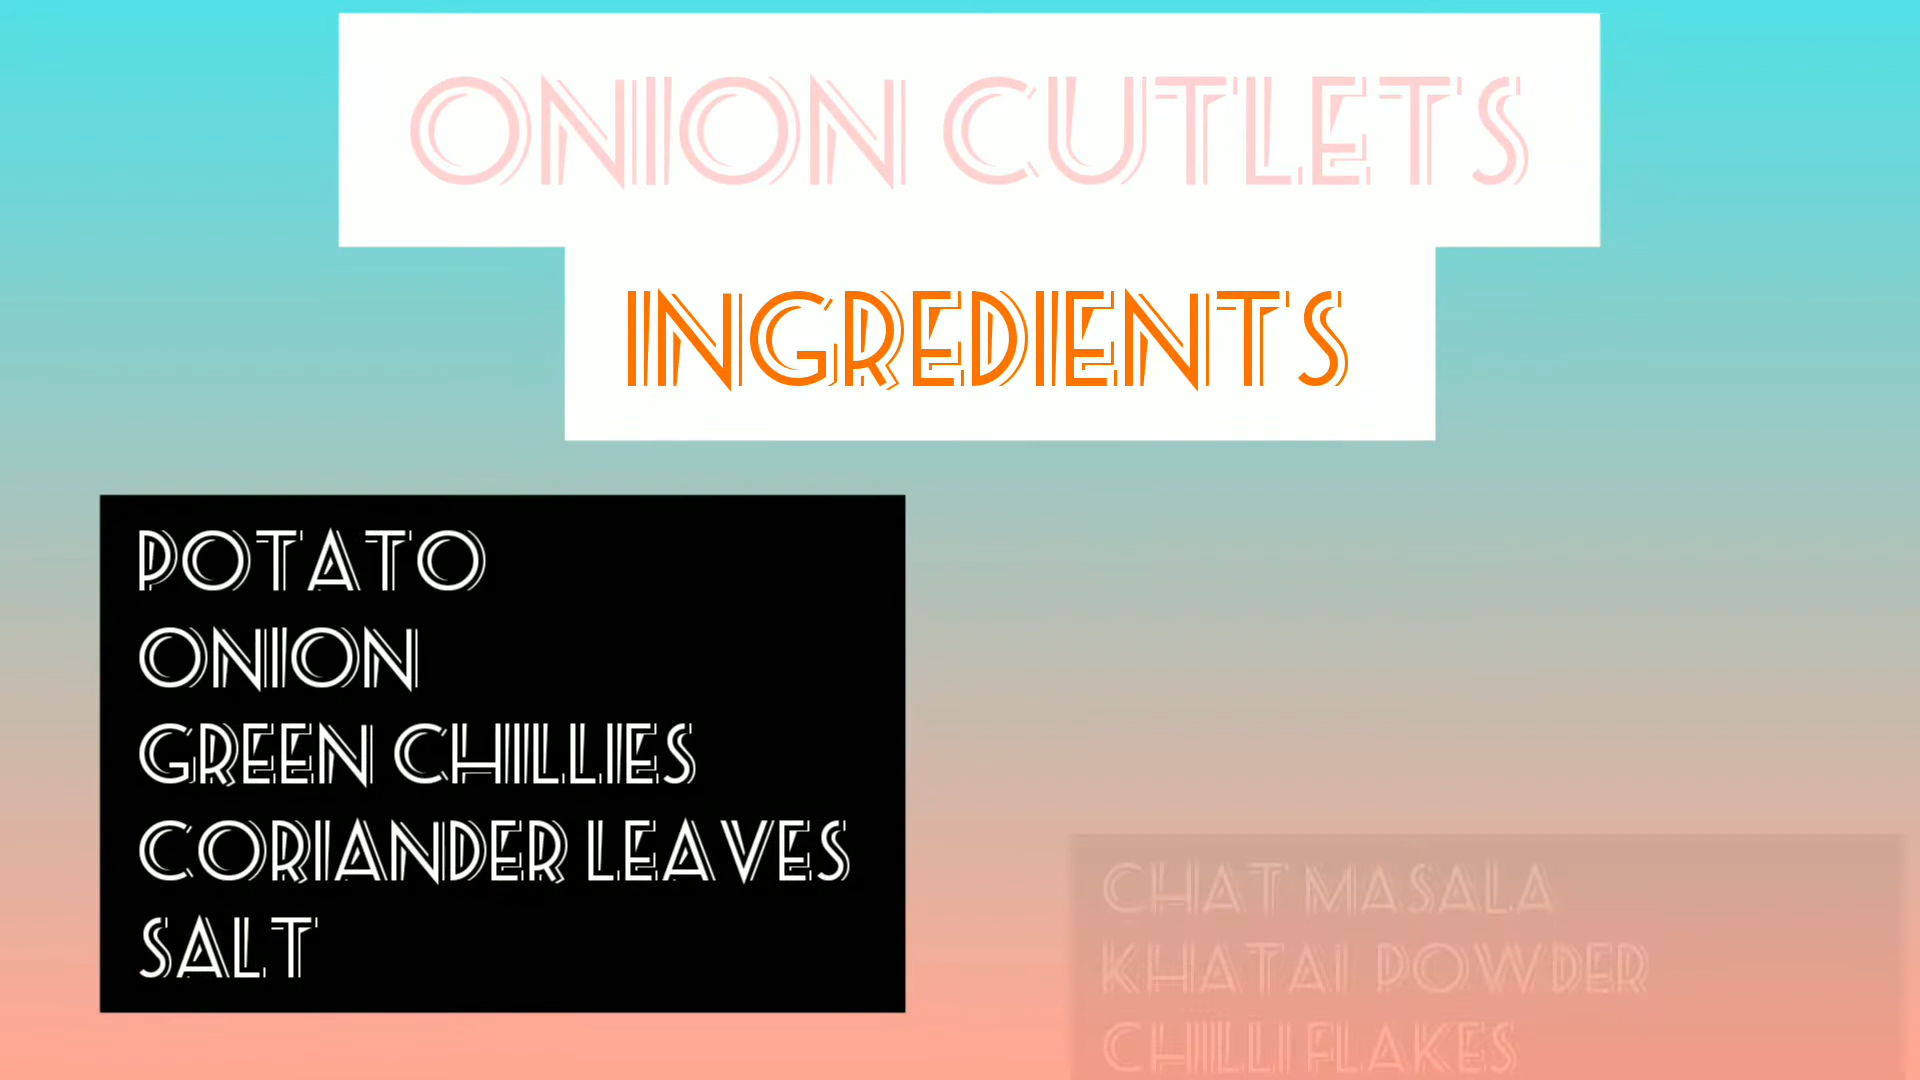 ONION CUTLETS
INGREDIENTS
POTATO
ONION
GREEN CHILLIES
CORIANDER LEAVES
SALT
CHAT MASALA
KHATAI POWDER
CHILLI FLAKES